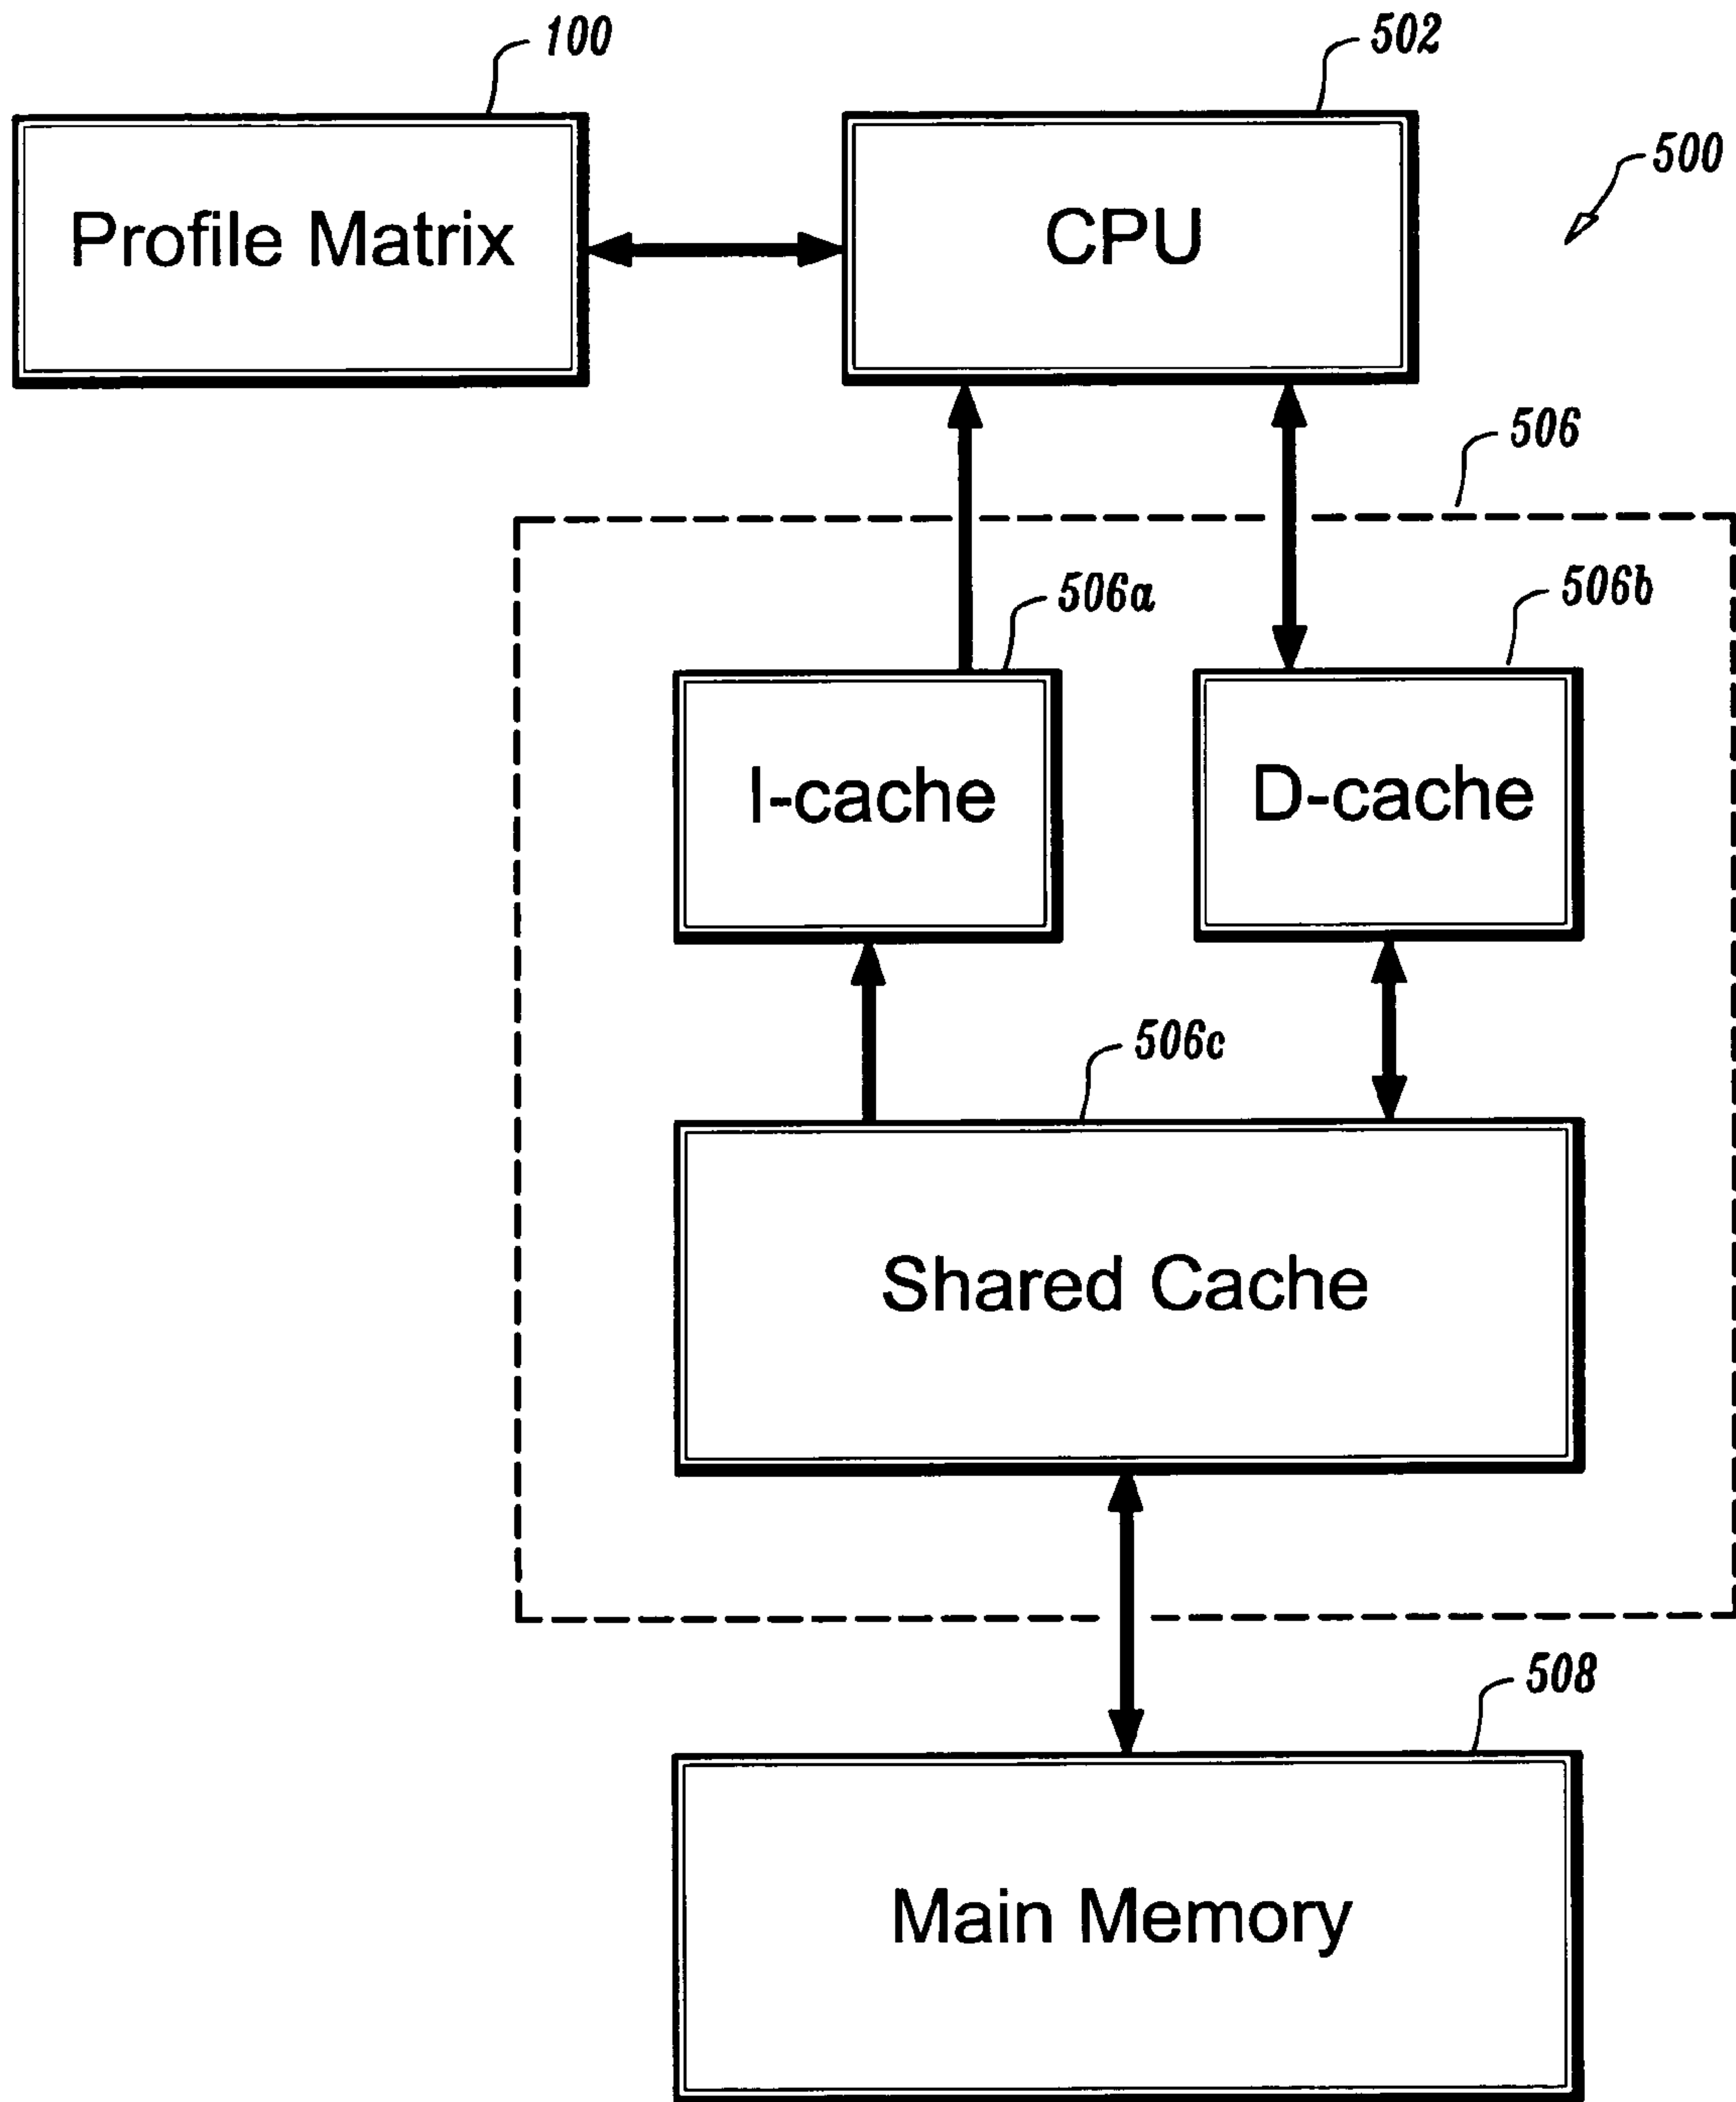 100
502
500
Profile Matrix
CPU
506
506a
506b
I-cache
D-cache
506c
Shared Cache
508
Main Memory